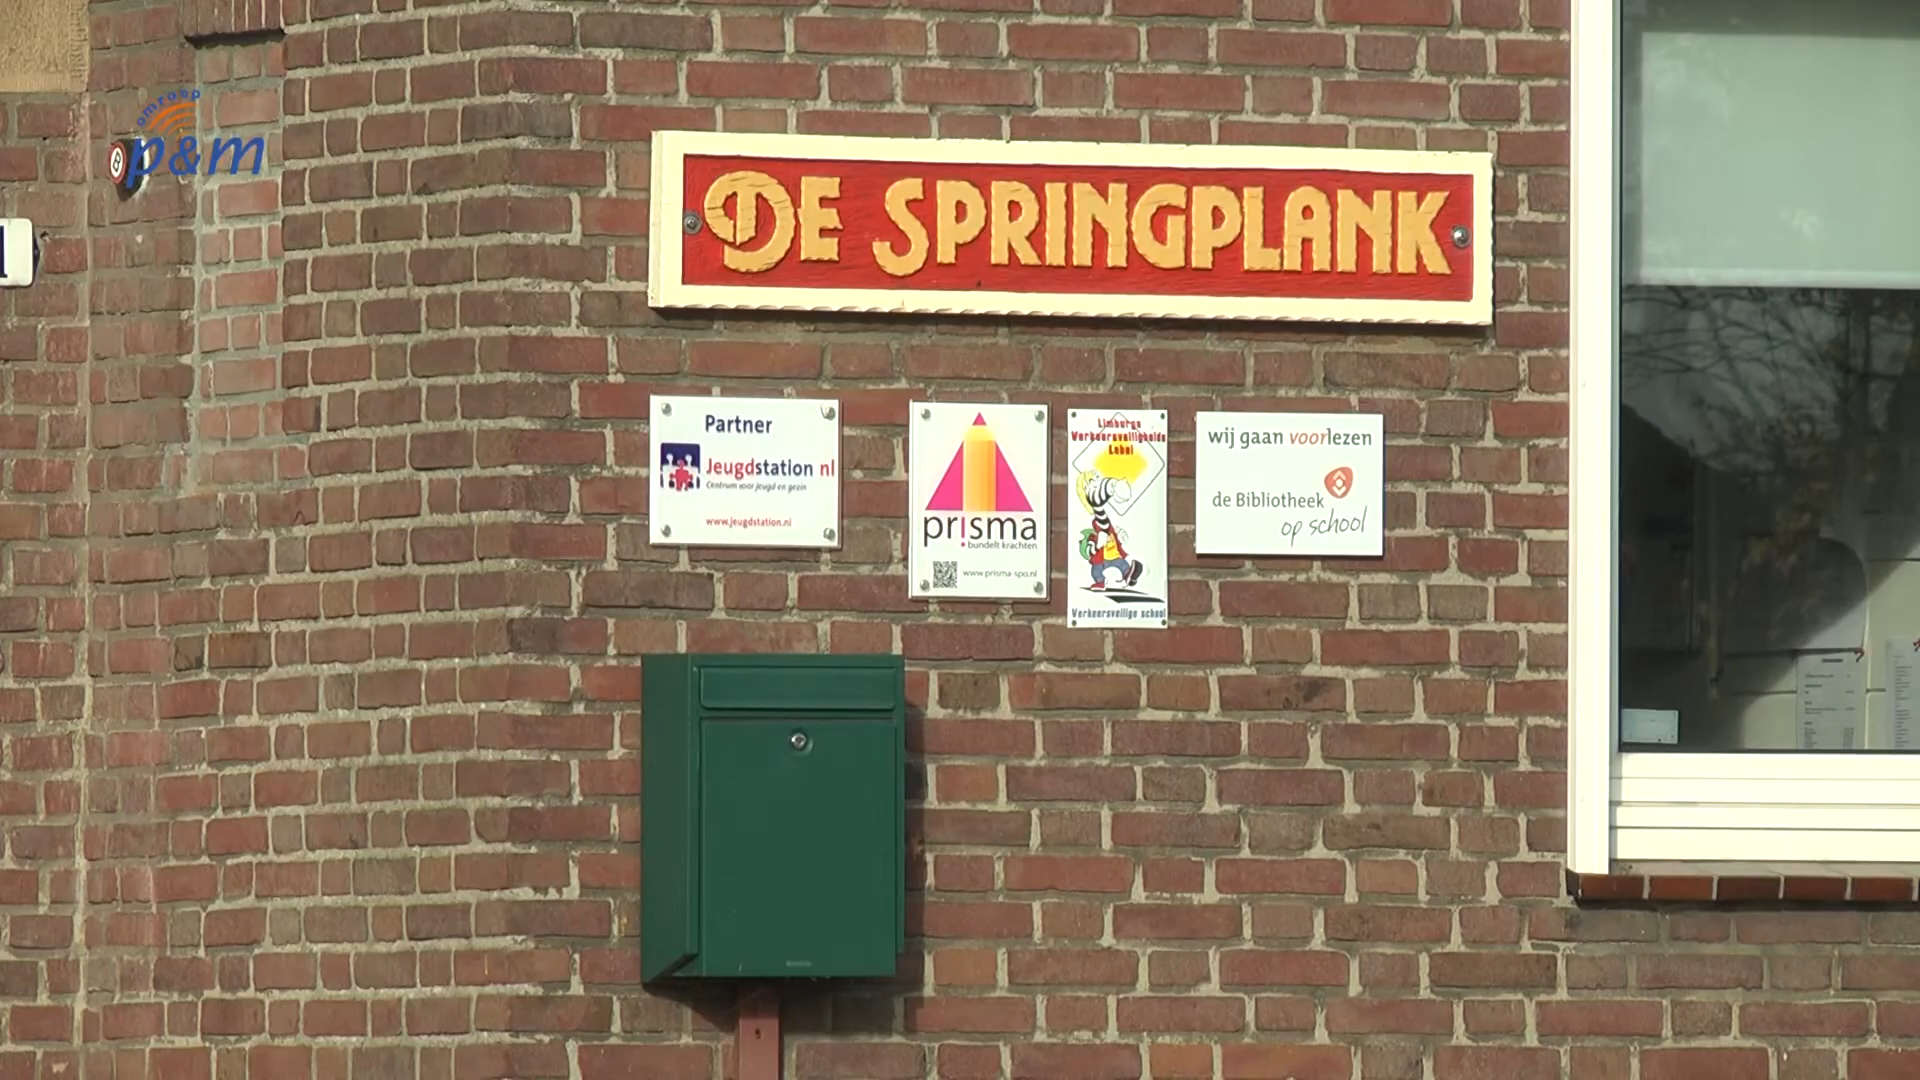 omroep
p&m
8
DE SPRINGPLANK
Partner
Jeugdstation nl
Centrum voor jeugd en gezin
www.jeugdstation.nl
prisma
bundelt krachten
www.prisma-spo.nl
Limburgs
Verkeersveiligheids
Label
Verkeersveilige school
wij gaan voorlezen
de Bibliotheek
op school